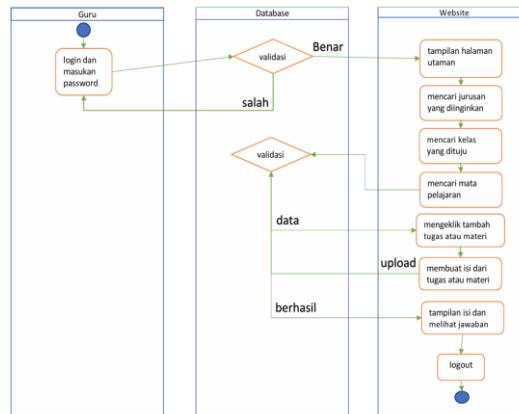 Guru
Database
Website
login dan
masukan
password
validasi
Benar
salah
tampilan halaman
utaman
mencari jurusan
yang diinginkan
mencari kelas
yang dituju
mencari mata
pelajaran
validasi
data
mengeklik tambah
tugas atau materi
upload
membuat isi dari
tugas atau materi
berhasil
tampilan isi dan
melihat jawaban
logout